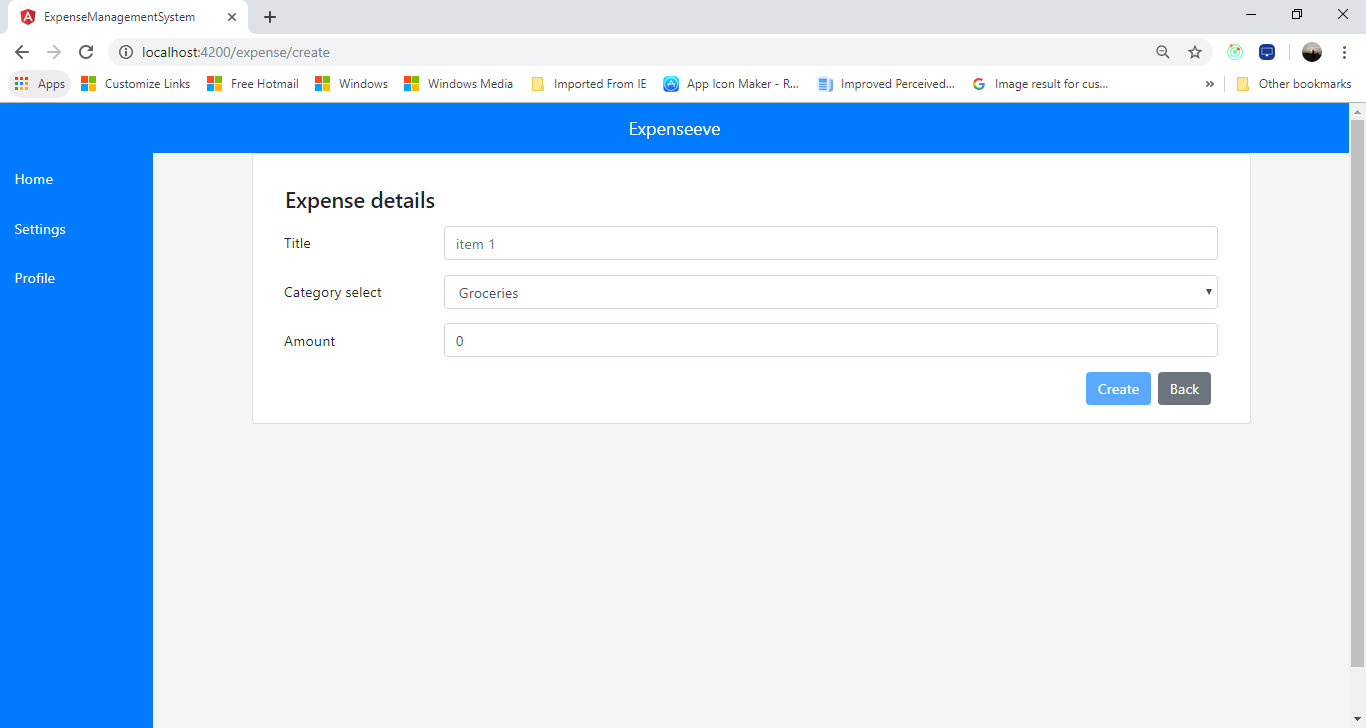 ExpenseManagementSystem
localhost:4200/expense/create
Apps Customize Links Free Hotmail Windows Windows Media Imported From IE App Icon Maker - R... Improved Perceived... Image result for cus... » Other bookmarks
Expenseeve
Home
Settings
Profile
Expense details
Title item 1
Category select Groceries
Amount 0
Create Back